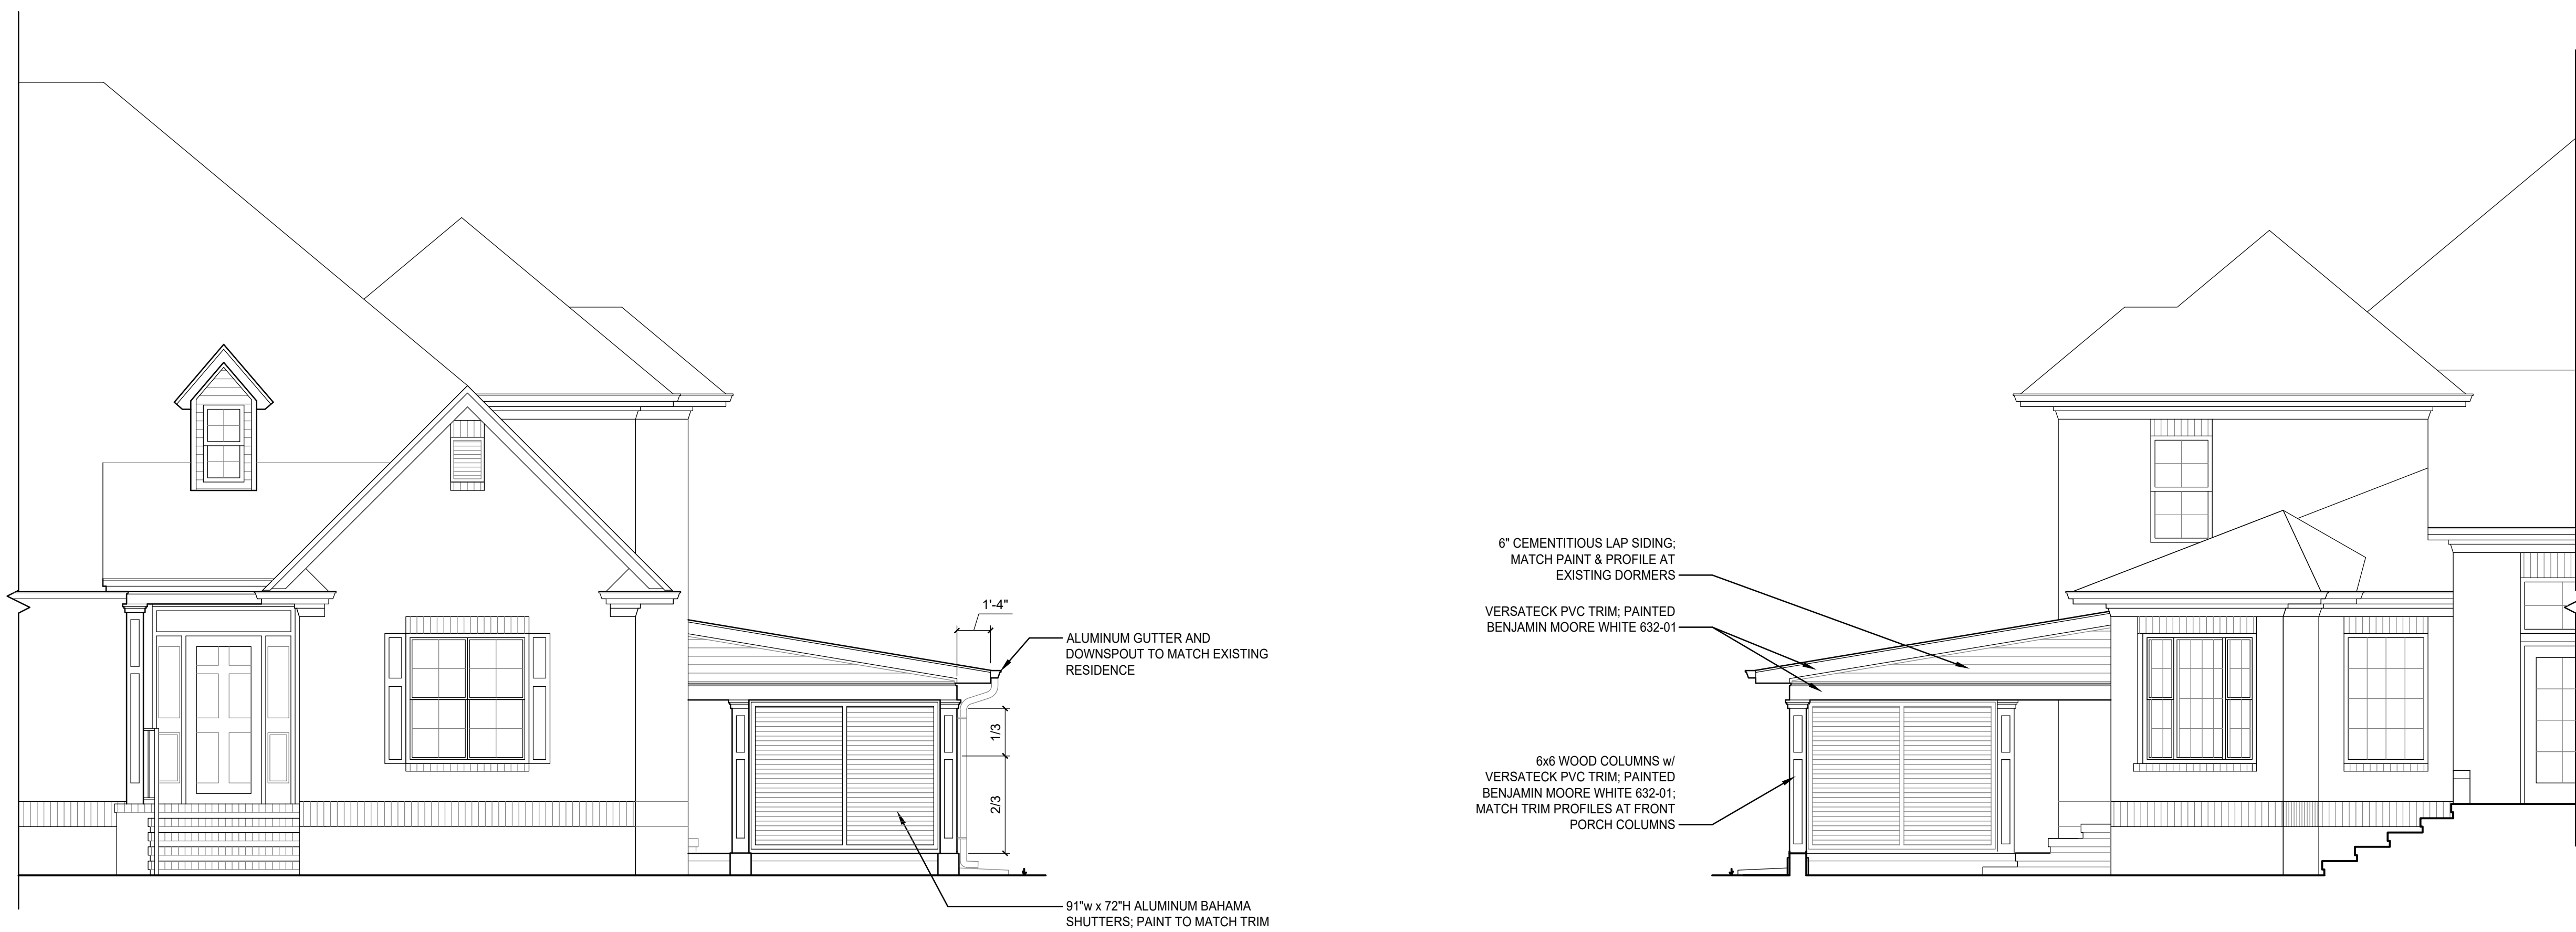 1'-4"
ALUMINUM GUTTER AND
DOWNSPOUT TO MATCH EXISTING
RESIDENCE
1/3
2/3
91"w x 72"H ALUMINUM BAHAMA
SHUTTERS; PAINT TO MATCH TRIM
6" CEMENTITIOUS LAP SIDING;
MATCH PAINT & PROFILE AT
EXISTING DORMERS
VERSATECK PVC TRIM; PAINTED
BENJAMIN MOORE WHITE 632-01
6x6 WOOD COLUMNS w/
VERSATECK PVC TRIM; PAINTED
BENJAMIN MOORE WHITE 632-01;
MATCH TRIM PROFILES AT FRONT
PORCH COLUMNS